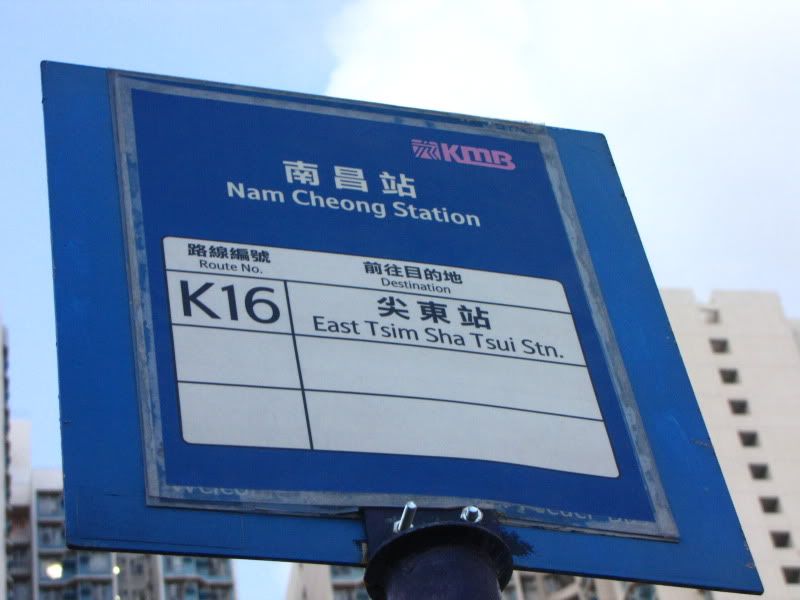 KMB
南昌站
Nam Cheong Station
路線編號
Route No.
前往目的地
Destination
K16
尖東站
East Tsim Sha Tsui Stn.
Welcome